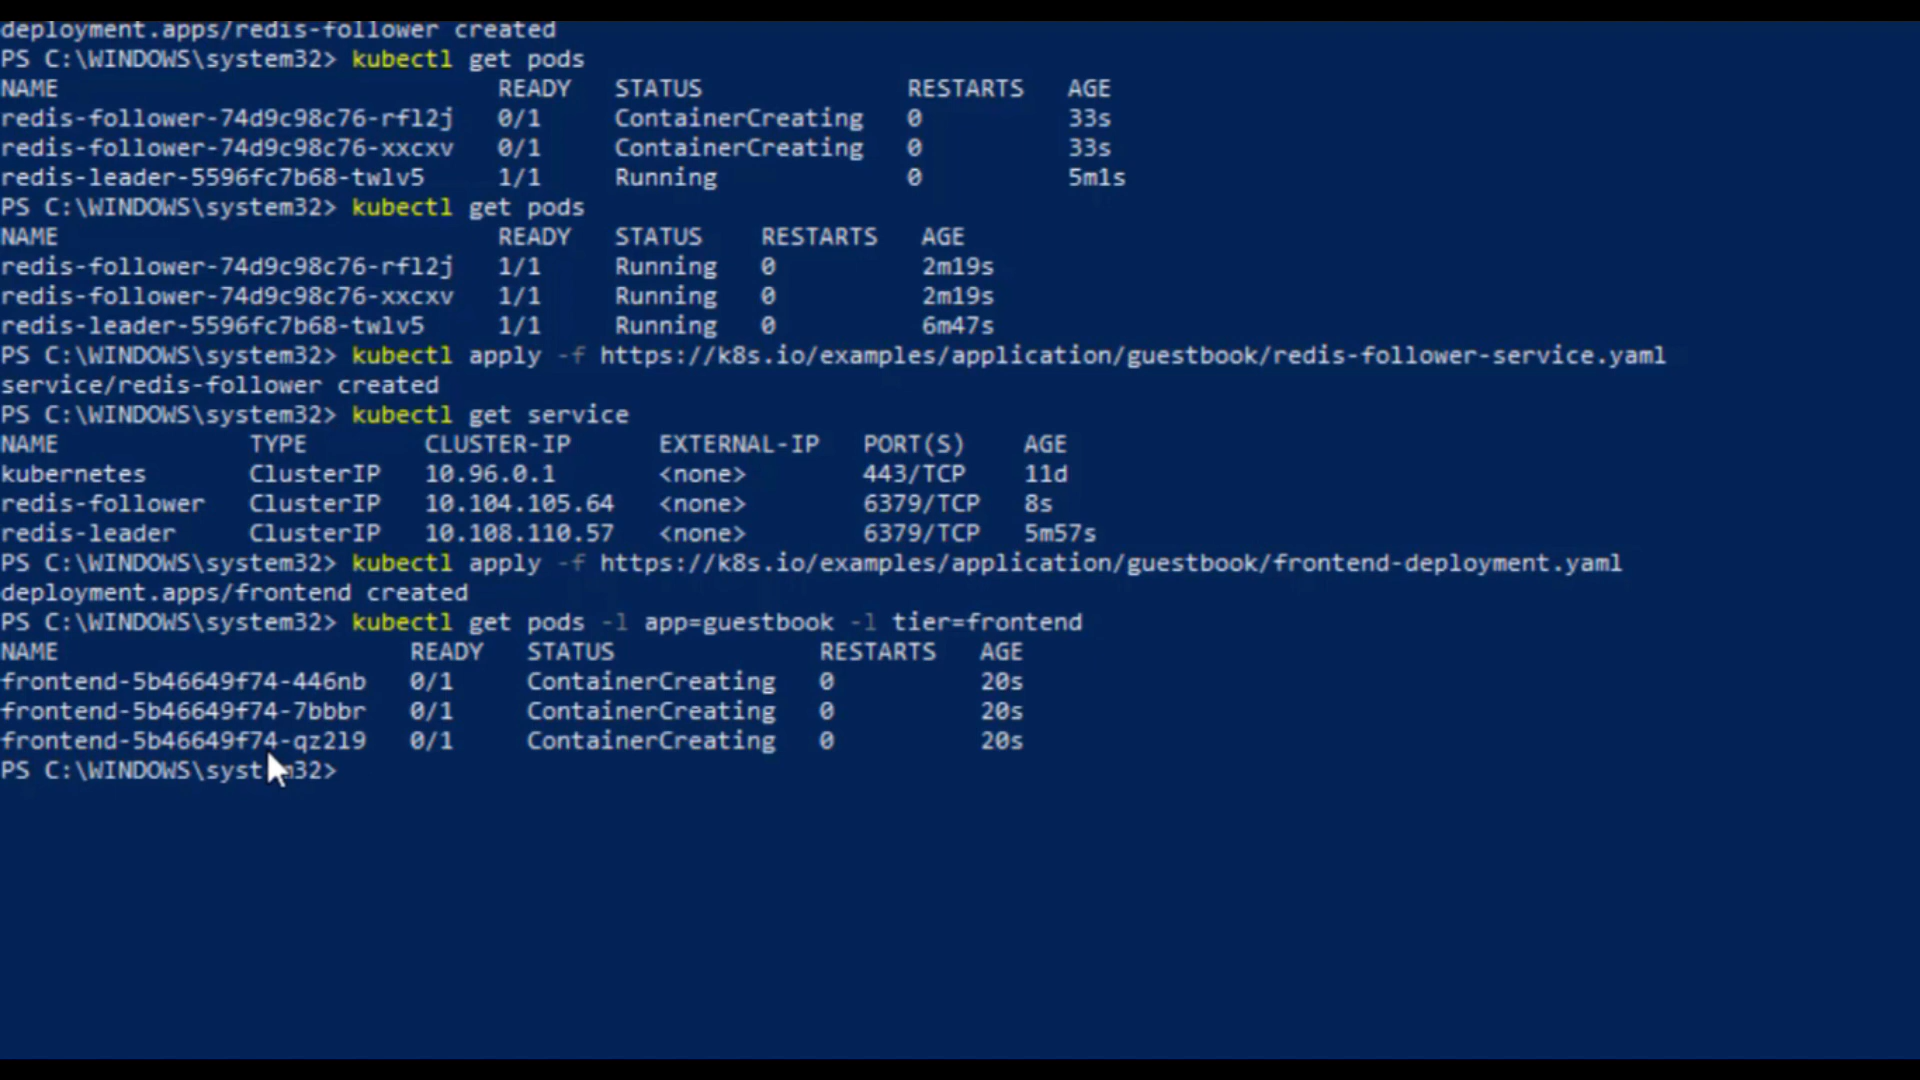 deployment.apps/redis-follower created
PS C:\WINDOWS\system32> kubectl get pods
NAME READY STATUS RESTARTS AGE
redis-follower-74d9c98c76-rfl2j 0/1 ContainerCreating 0 33s
redis-follower-74d9c98c76-xxcxv 0/1 ContainerCreating 0 33s
redis-leader-5596fc7b68-twlv5 1/1 Running 0 5m1s
PS C:\WINDOWS\system32> kubectl get pods
NAME READY STATUS RESTARTS AGE
redis-follower-74d9c98c76-rfl2j 1/1 Running 0 2m19s
redis-follower-74d9c98c76-xxcxv 1/1 Running 0 2m19s
redis-leader-5596fc7b68-twlv5 1/1 Running 0 6m47s
PS C:\WINDOWS\system32> kubectl apply -f https://k8s.io/examples/application/guestbook/redis-follower-service.yaml
service/redis-follower created
PS C:\WINDOWS\system32> kubectl get service
NAME TYPE CLUSTER-IP EXTERNAL-IP PORT(S) AGE
kubernetes ClusterIP 10.96.0.1 <none> 443/TCP 11d
redis-follower ClusterIP 10.104.105.64 <none> 6379/TCP 8s
redis-leader ClusterIP 10.108.110.57 <none> 6379/TCP 5m57s
PS C:\WINDOWS\system32> kubectl apply -f https://k8s.io/examples/application/guestbook/frontend-deployment.yaml
deployment.apps/frontend created
PS C:\WINDOWS\system32> kubectl get pods -l app=guestbook -l tier=frontend
NAME READY STATUS RESTARTS AGE
frontend-5b46649f74-446nb 0/1 ContainerCreating 0 20s
frontend-5b46649f74-7bbbr 0/1 ContainerCreating 0 20s
frontend-5b46649f74-qz2l9 0/1 ContainerCreating 0 20s
PS C:\WINDOWS\system32>